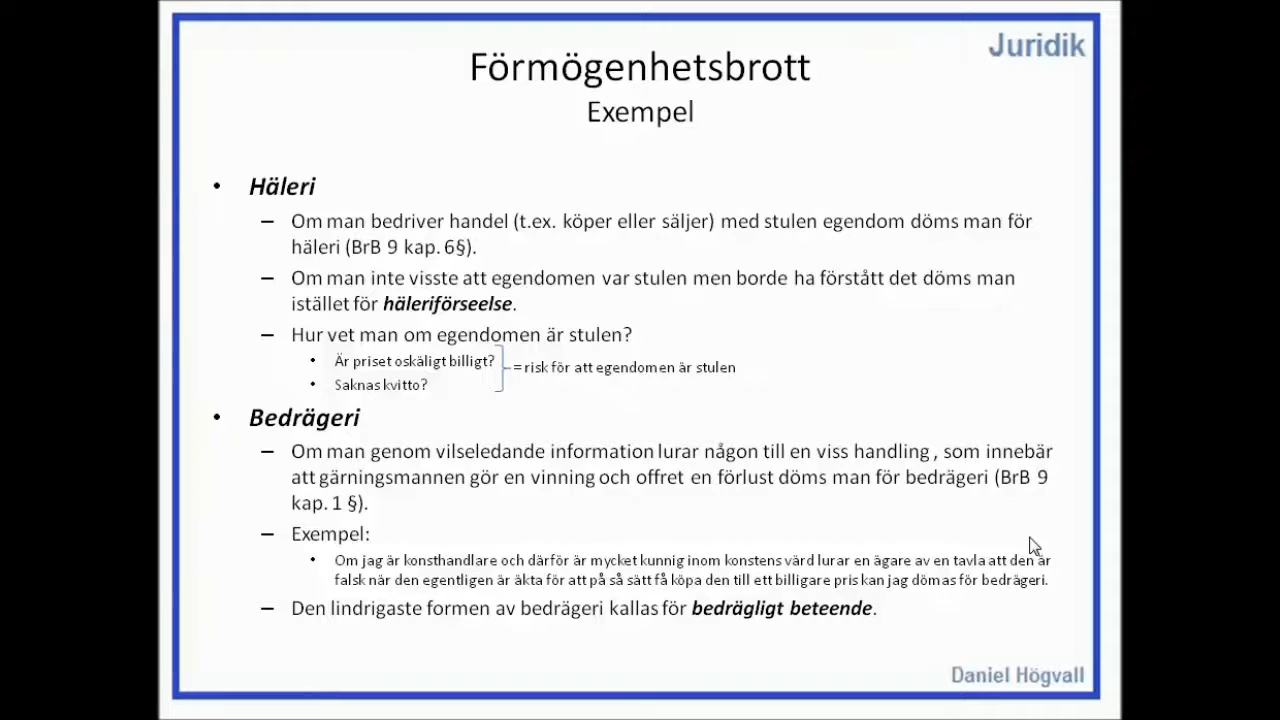 Juridik
Förmögenhetsbrott
Exempel
• Häleri
– Om man bedriver handel (t.ex. köper eller säljer) med stulen egendom döms man för
häleri (BrB 9 kap. 6§).
– Om man inte visste att egendomen var stulen men borde ha förstått det döms man
istället för häleriförseelse.
– Hur vet man om egendomen är stulen?
• Är priset oskäligt billigt?
= risk för att egendomen är stulen
• Saknas kvitto?
• Bedrägeri
– Om man genom vilseledande information lurar någon till en viss handling , som innebär
att gärningsmannen gör en vinning och offret en förlust döms man för bedrägeri (BrB 9
kap. 1 §).
– Exempel:
• Om jag är konsthandlare och därför är mycket kunnig inom konstens värd lurar en ägare av en tavla att den är
falsk när den egentligen är äkta för att på så sätt få köpa den till ett billigare pris kan jag dömas för bedrägeri.
– Den lindrigaste formen av bedrägeri kallas för bedrägligt beteende.
Daniel Högvall